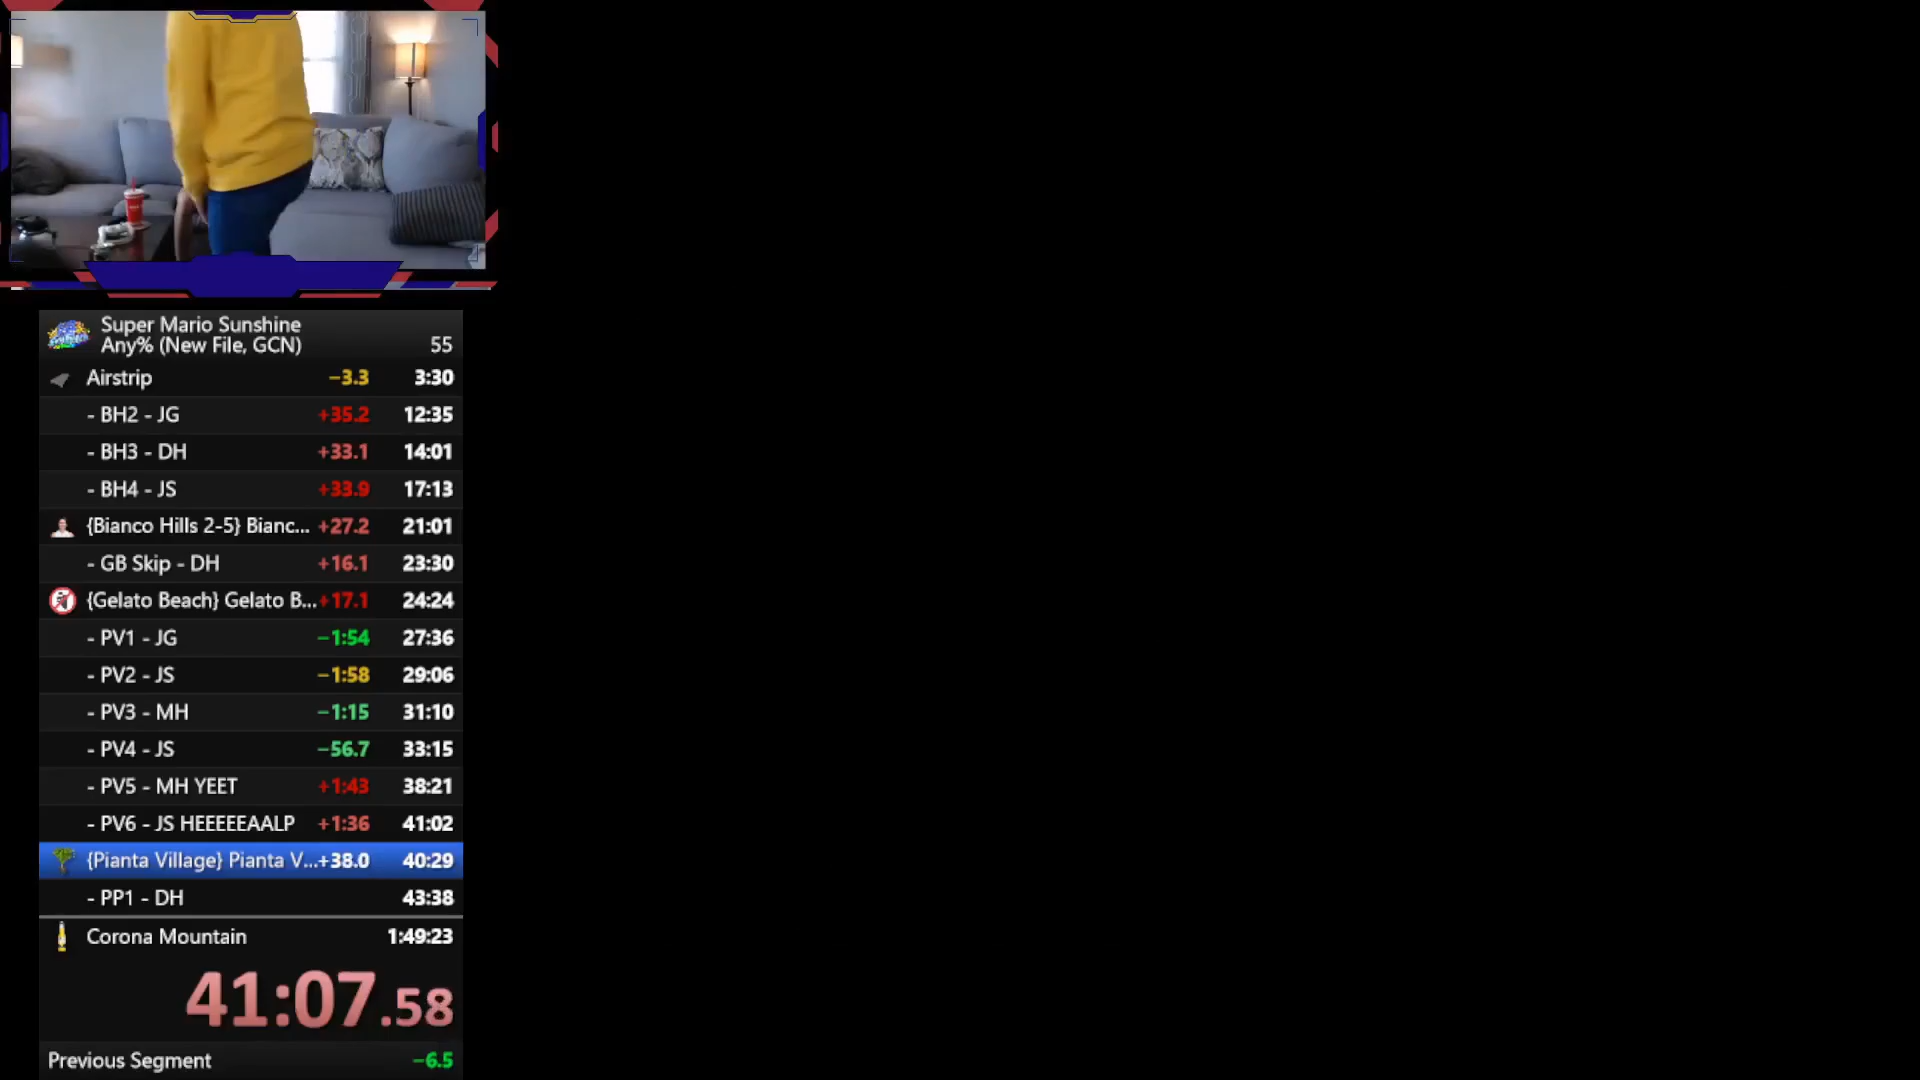 Super Mario Sunshine
Any% (New File, GCN) 55
Airstrip −3.3 3:30
- BH2 - JG +35.2 12:35
- BH3 - DH +33.1 14:01
- BH4 - JS +33.9 17:13
{Bianco Hills 2-5} Bianc... +27.2 21:01
- GB Skip - DH +16.1 23:30
{Gelato Beach} Gelato B... +17.1 24:24
- PV1 - JG −1:54 27:36
- PV2 - JS −1:58 29:06
- PV3 - MH −1:15 31:10
- PV4 - JS −56.7 33:15
- PV5 - MH YEET +1:43 38:21
- PV6 - JS HEEEEEAALP +1:36 41:02
{Pianta Village} Pianta V... +38.0 40:29
- PP1 - DH 43:38
Corona Mountain 1:49:23
41:07.58
Previous Segment −6.5